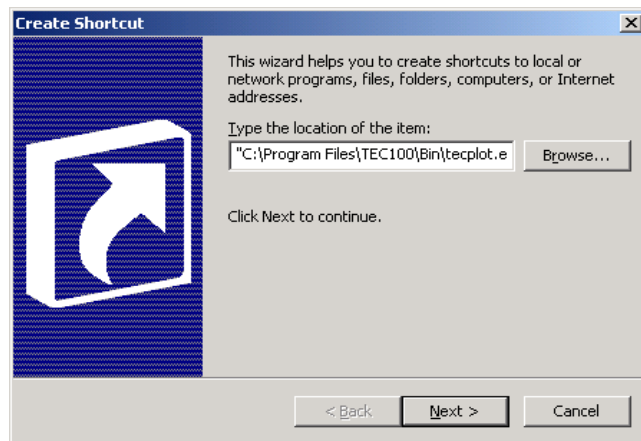 Create Shortcut
This wizard helps you to create shortcuts to local or
network programs, files, folders, computers, or Internet
addresses.
Type the location of the item:
"C:\Program Files\TEC100\Bin\tecplot.e
Browse...
Click Next to continue.
< Back
Next >
Cancel